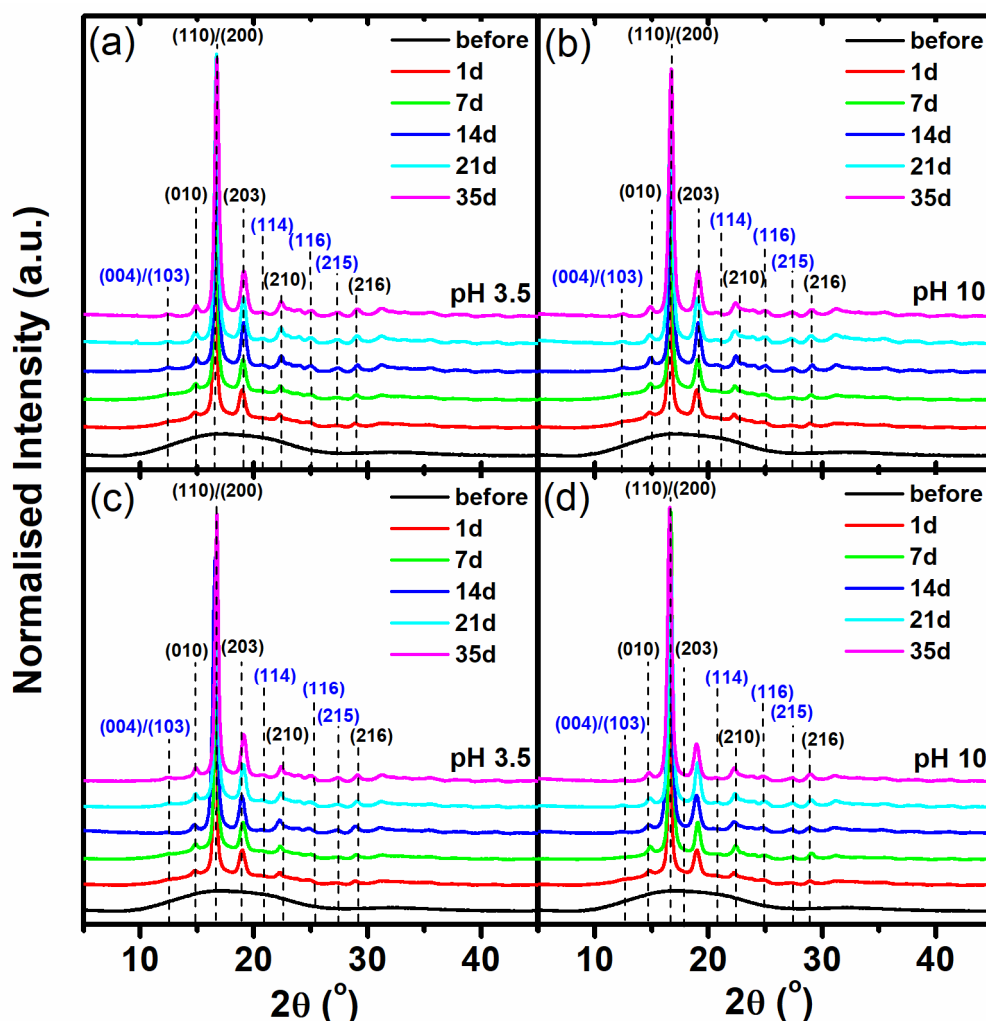 Normalised Intensity (a.u.)
(a)
(110)/(200)
before
1d
7d
14d
21d
35d
(010)
(203)
(114)
(116)
(004)/(103)
(215)
(210)
(216)
pH 3.5
(b)
(110)/(200)
before
1d
7d
14d
21d
35d
(010)
(203)
(114)
(116)
(004)/(103)
(215)
(210)
(216)
pH 10
(c)
(110)/(200)
before
1d
7d
14d
21d
35d
(010)
(203)
(114)
(116)
(004)/(103)
(215)
(210)
(216)
pH 3.5
(d)
(110)/(200)
before
1d
7d
14d
21d
35d
(010)
(203)
(114)
(116)
(004)/(103)
(215)
(210)
(216)
pH 10
10 20 30 40
10 20 30 40
2θ (o)
2θ (o)